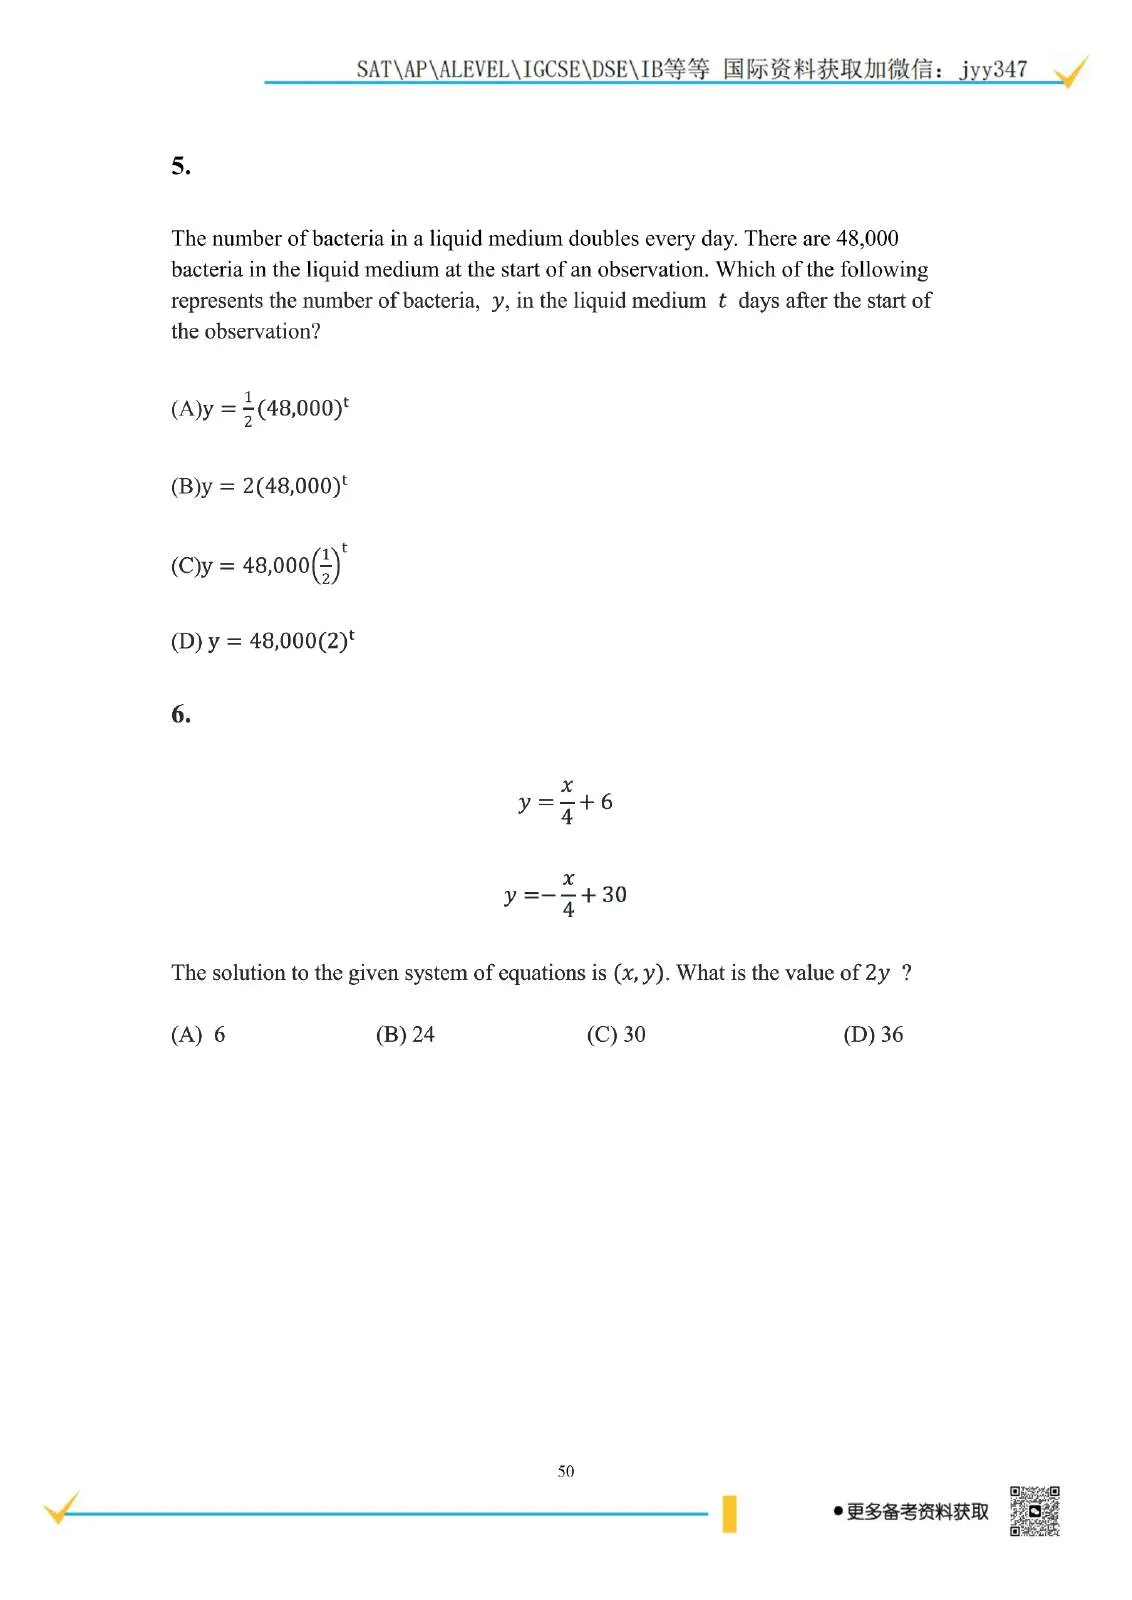 SAT\AP\ALEVEL\IGCSE\DSE\IB等等 国际资料获取加微信：jyy347
5.
The number of bacteria in a liquid medium doubles every day. There are 48,000
bacteria in the liquid medium at the start of an observation. Which of the following
represents the number of bacteria, y, in the liquid medium t days after the start of
the observation?
(A)y = 1/2(48,000)^t
(B)y = 2(48,000)^t
(C)y = 48,000(1/2)^t
(D) y = 48,000(2)^t
6.
y = x/4 + 6
y =− x/4 + 30
The solution to the given system of equations is (x, y). What is the value of 2y ?
(A) 6 (B) 24 (C) 30 (D) 36
50
●更多备考资料获取